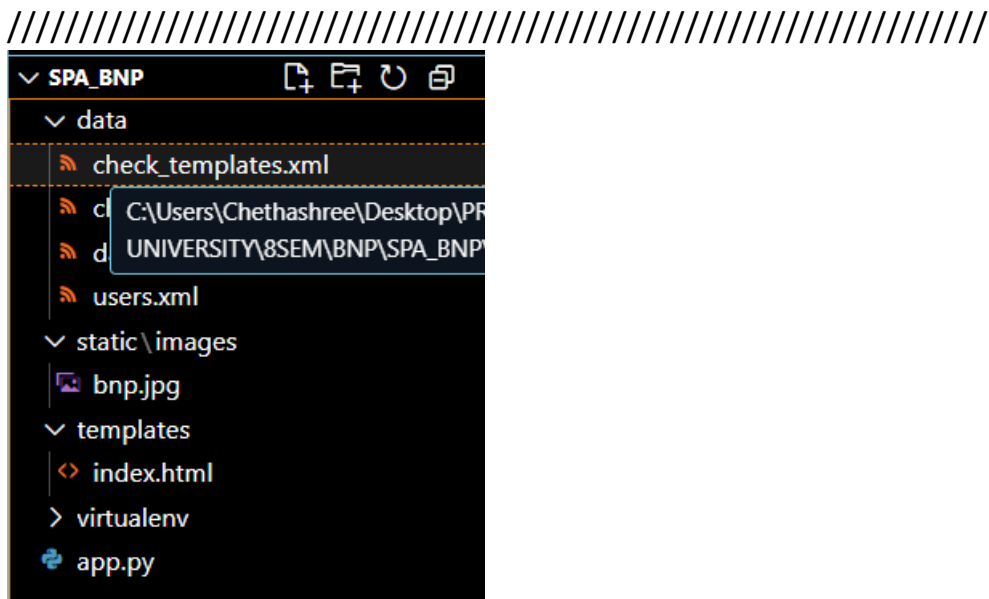 ////////////////////////////////////////////////////////////////////
SPA_BNP
data
check_templates.xml
C:\Users\Chethashree\Desktop\PR
UNIVERSITY\8SEM\BNP\SPA_BNP\
users.xml
static\images
bnp.jpg
templates
index.html
virtualenv
app.py